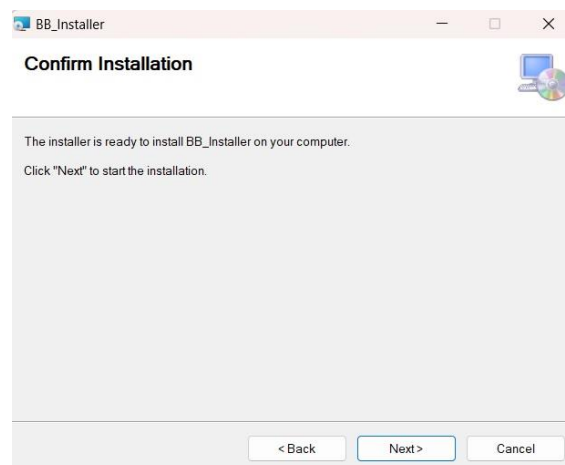 BB_Installer
Confirm Installation
The installer is ready to install BB_Installer on your computer.
Click "Next" to start the installation.
< Back
Next >
Cancel